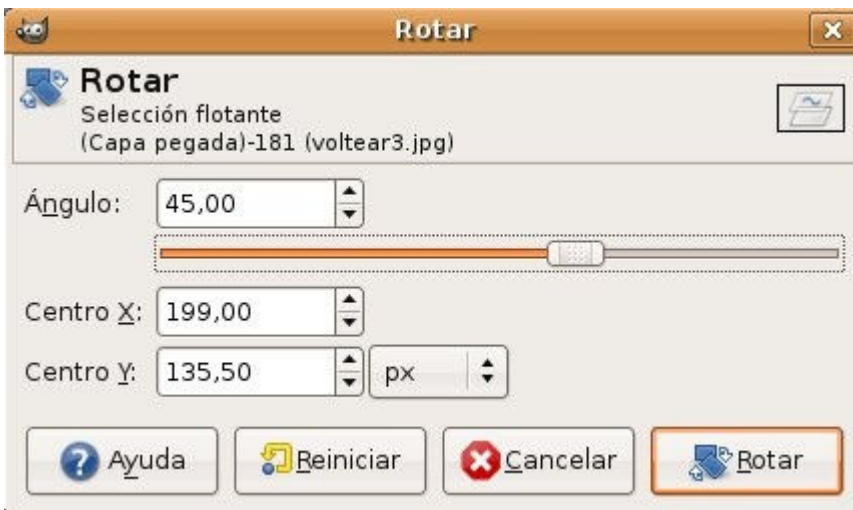 Rotar
Rotar
Selección flotante
(Capa pegada)-181 (voltear3.jpg)
Ángulo: 45,00
Centro X: 199,00
Centro Y: 135,50 px
Ayuda Reiniciar Cancelar Rotar